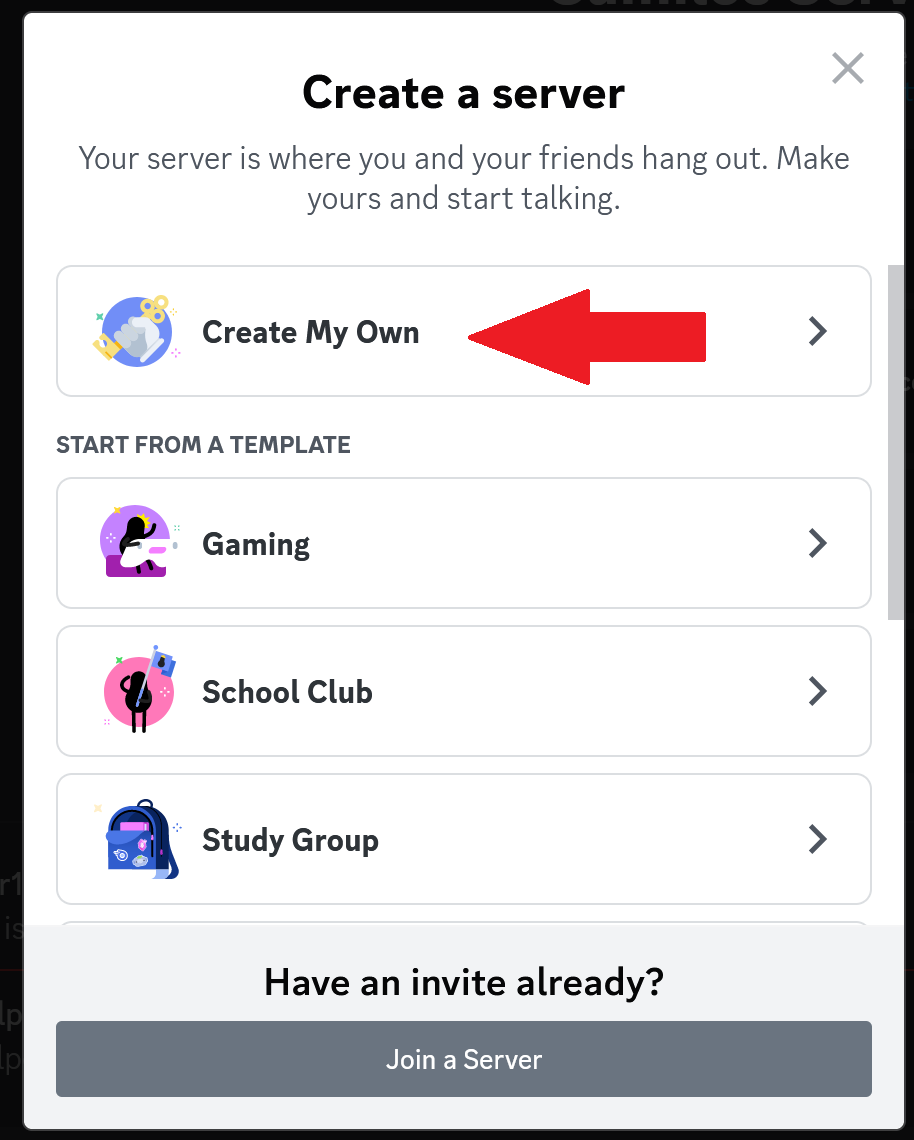 Create a server
Your server is where you and your friends hang out. Make
yours and start talking.
Create My Own
START FROM A TEMPLATE
Gaming
School Club
Study Group
Have an invite already?
Join a Server